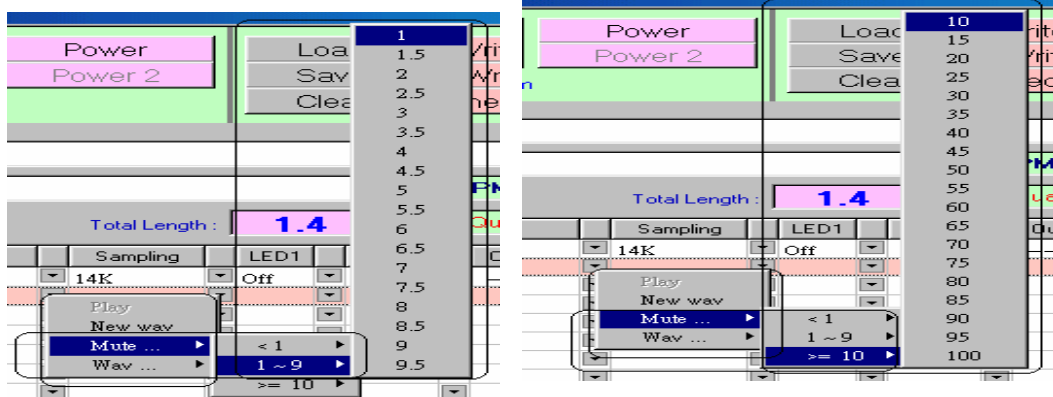 Power
Power 2
Loa
Sav
Clea
1
1.5
2
2.5
3
3.5
4
4.5
5
5.5
6
6.5
7
7.5
8
8.5
9
9.5
Total Length :
1.4
Sampling
LED1
14K
Off
Play
New wav
Mute ...
Wav ...
< 1
1 ~ 9
>= 10
Power
Power 2
Load
Save
Clea
10
15
20
25
30
35
40
45
50
55
60
65
70
75
80
85
90
95
100
Total Length :
1.4
Sampling
LED1
14K
Off
Play
New wav
Mute ...
Wav ...
< 1
1 ~ 9
>= 10